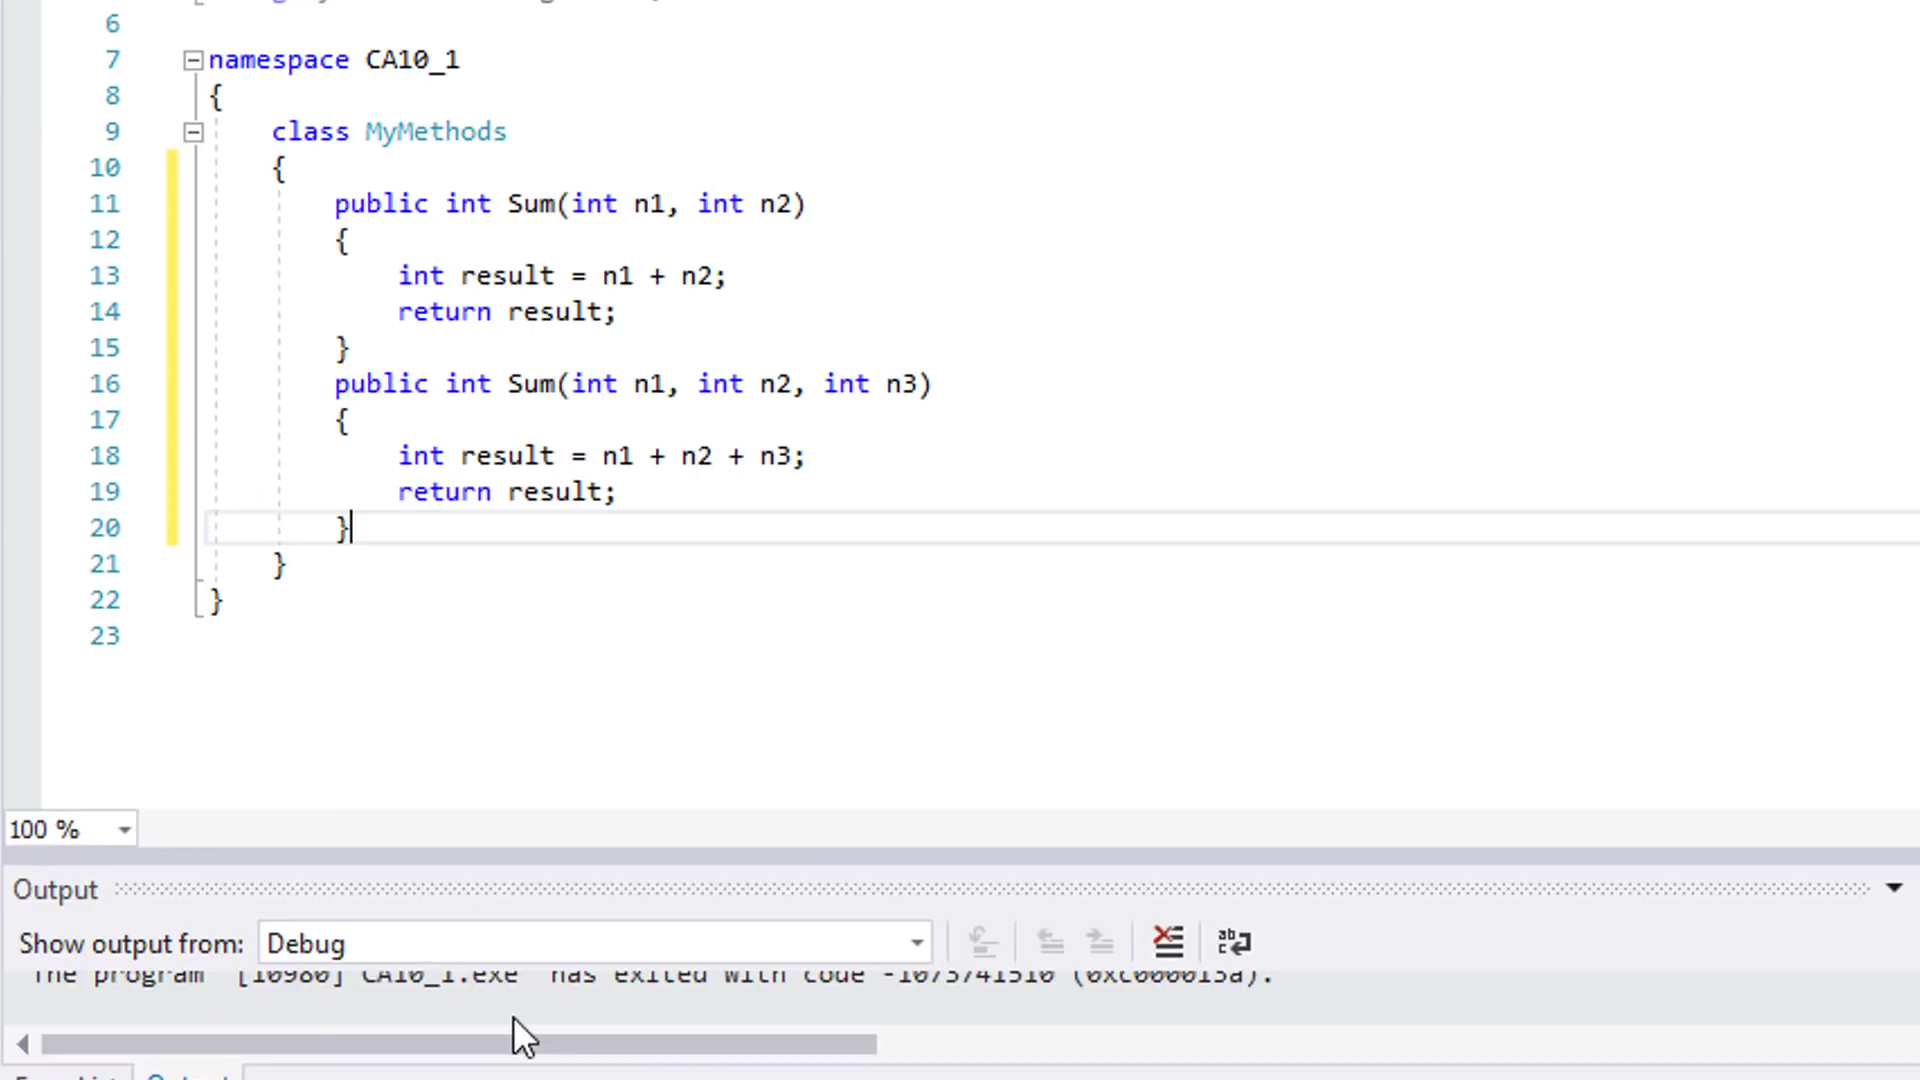 6
7 namespace CA10_1
8 {
9 class MyMethods
10 {
11 public int Sum(int n1, int n2)
12 {
13 int result = n1 + n2;
14 return result;
15 }
16 public int Sum(int n1, int n2, int n3)
17 {
18 int result = n1 + n2 + n3;
19 return result;
20 }
21 }
22 }
23
100 %
Output
Show output from: Debug
The program '[10980] CA10_1.exe' has exited with code -1073741510 (0xc000013a).
Output